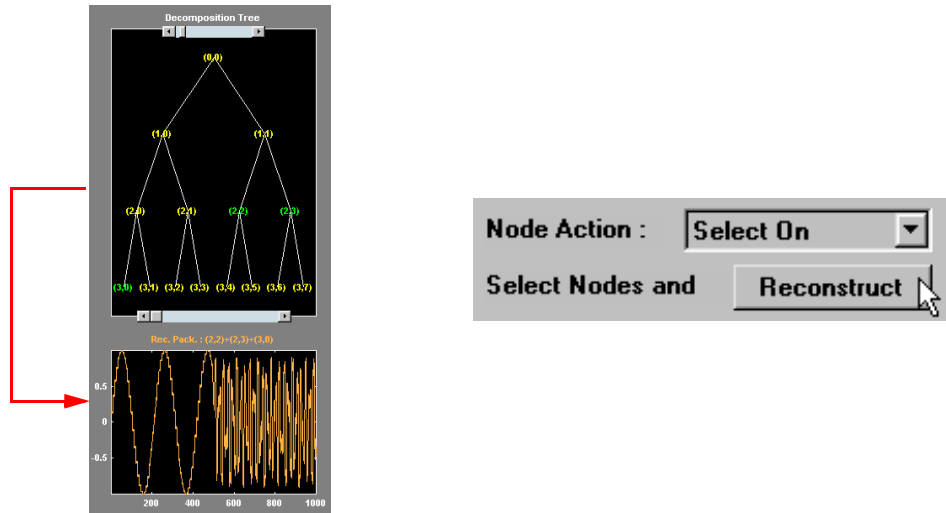 Decomposition Tree
(0,0)
(1,0) (1,1)
(2,0) (2,1) (2,2) (2,3)
(3,0) (3,1) (3,2) (3,3) (3,4) (3,5) (3,6) (3,7)
Rec. Pack. : (2,2)+(2,3)+(3,0)
0.5
0
-0.5
200 400 600 800 1000
Node Action : Select On
Select Nodes and Reconstruct